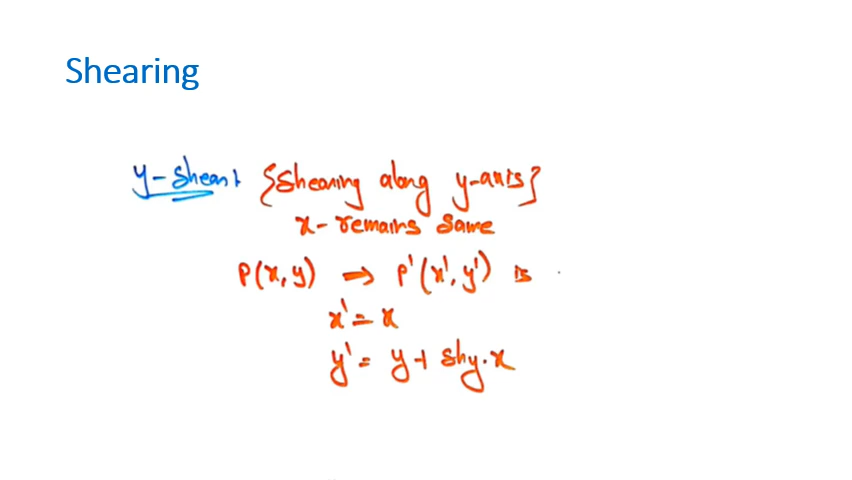 Shearing
y-shear: {shearing along y-axis}
x-remains same
P(x,y) → P'(x',y') is
x' = x
y' = y + shy.x